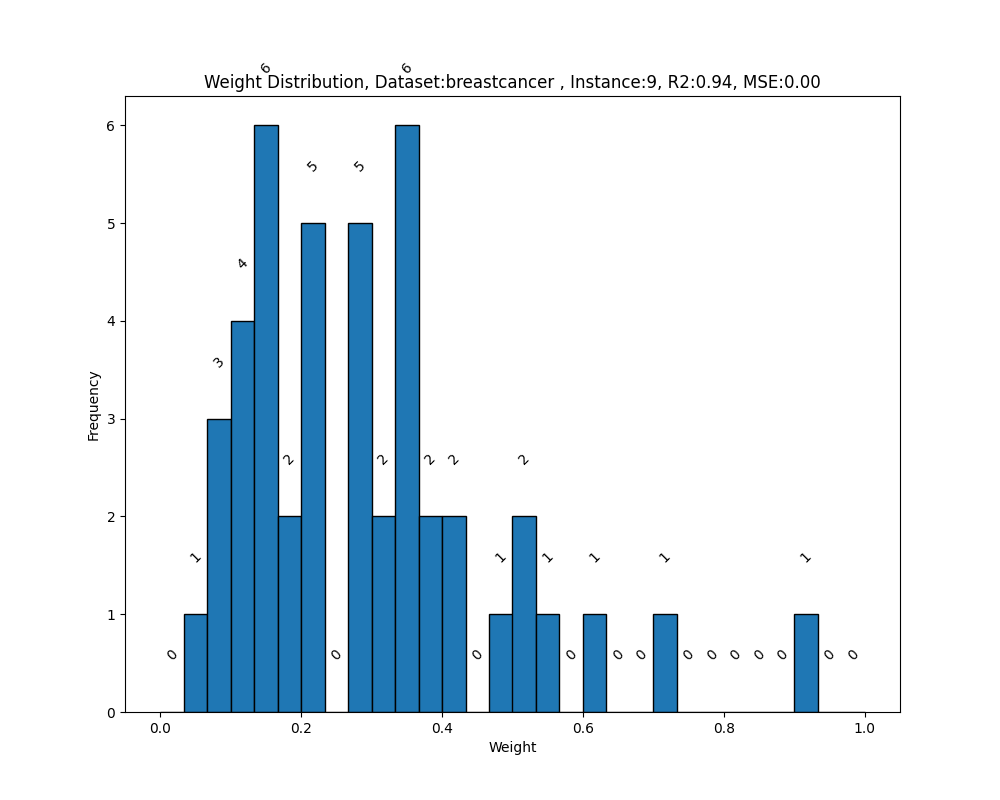 6 6
Weight Distribution, Dataset:breastcancer , Instance:9, R2:0.94, MSE:0.00
6
5 5
5
4
4
3
3
2 2 2 2 2
2
1 1 1 1 1 1
1
0 0 0 0 0 0 0 0 0 0 0 0 0
0
0.0 0.2 0.4 0.6 0.8 1.0
Frequency
Weight